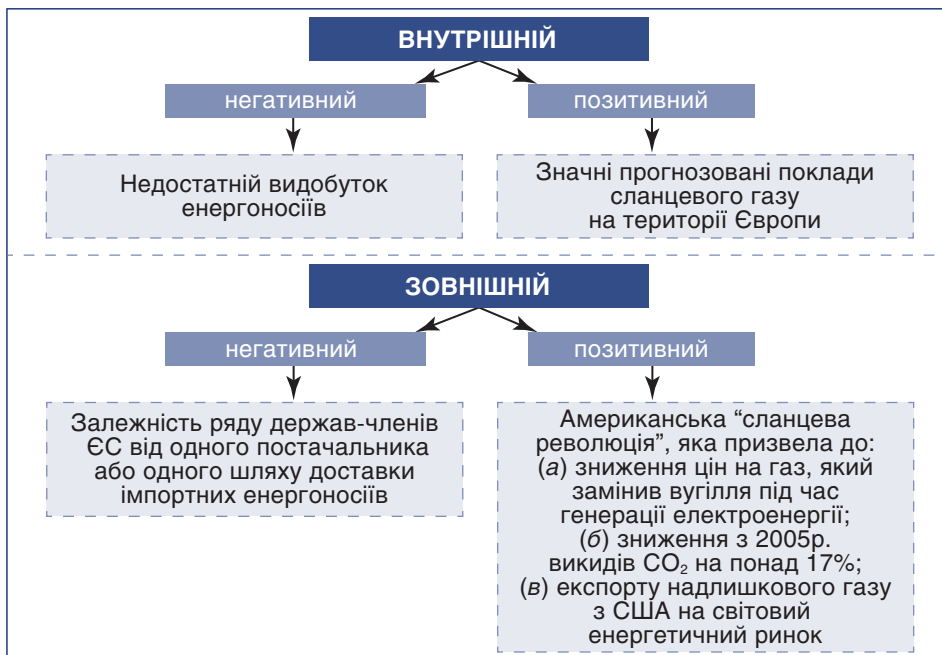 ВНУТРІШНІЙ
негативний
позитивний
Недостатній видобуток
енергоносіїв
Значні прогнозовані поклади
сланцевого газу
на території Європи
ЗОВНІШНІЙ
негативний
позитивний
Залежність ряду держав-членів
ЄС від одного постачальника
або одного шляху доставки
імпортних енергоносіїв
Американська “сланцева
революція”, яка призвела до:
(а) зниження цін на газ, який
замінив вугілля під час
генерації електроенергії;
(б) зниження з 2005р.
викидів CO₂ на понад 17%;
(в) експорту надлишкового газу
з США на світовий
енергетичний ринок